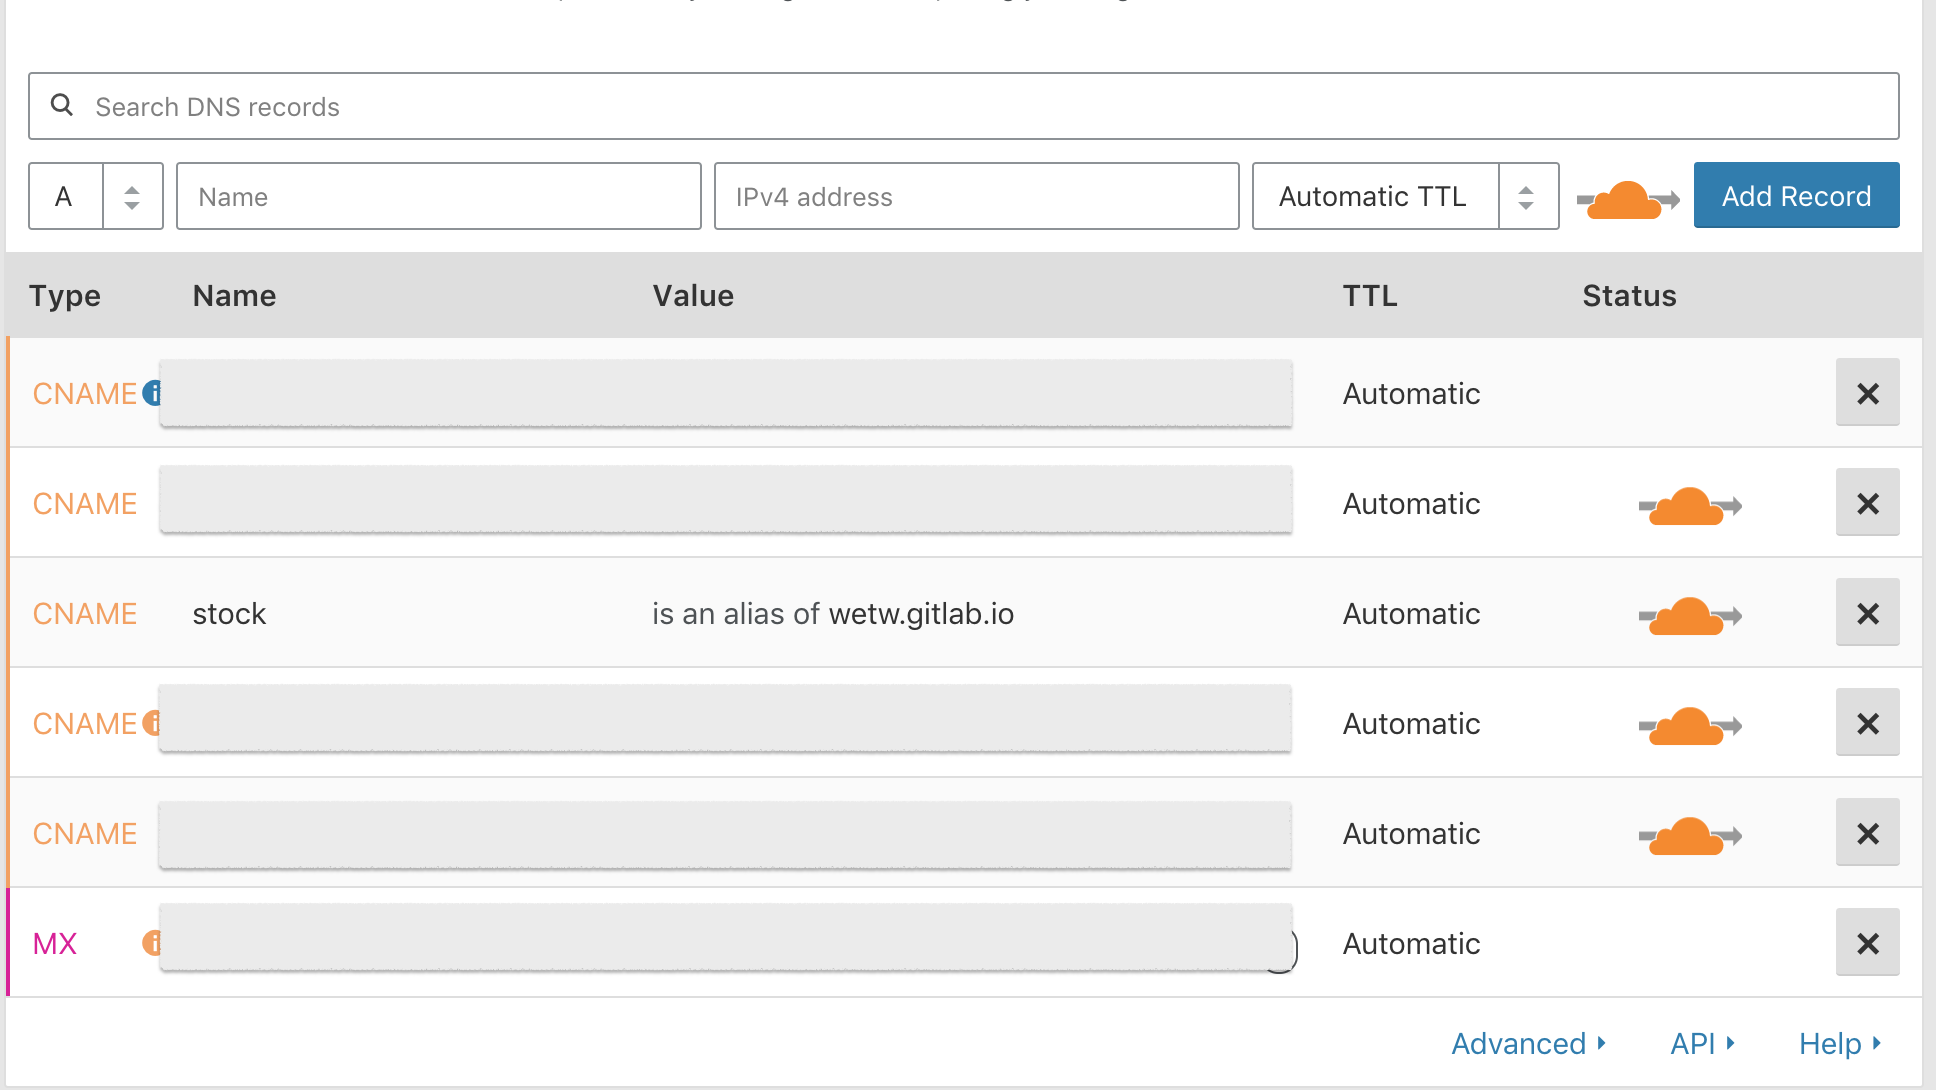 Search DNS records
A Name IPv4 address Automatic TTL Add Record
Type Name Value TTL Status
CNAME Automatic
CNAME Automatic
CNAME stock is an alias of wetw.gitlab.io Automatic
CNAME Automatic
CNAME Automatic
MX Automatic
Advanced API Help